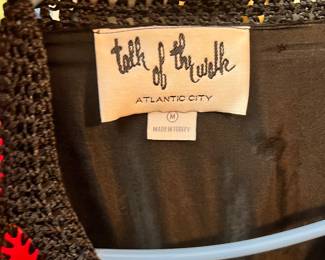 talk of the walk
ATLANTIC CITY
M
MADE IN TURKEY